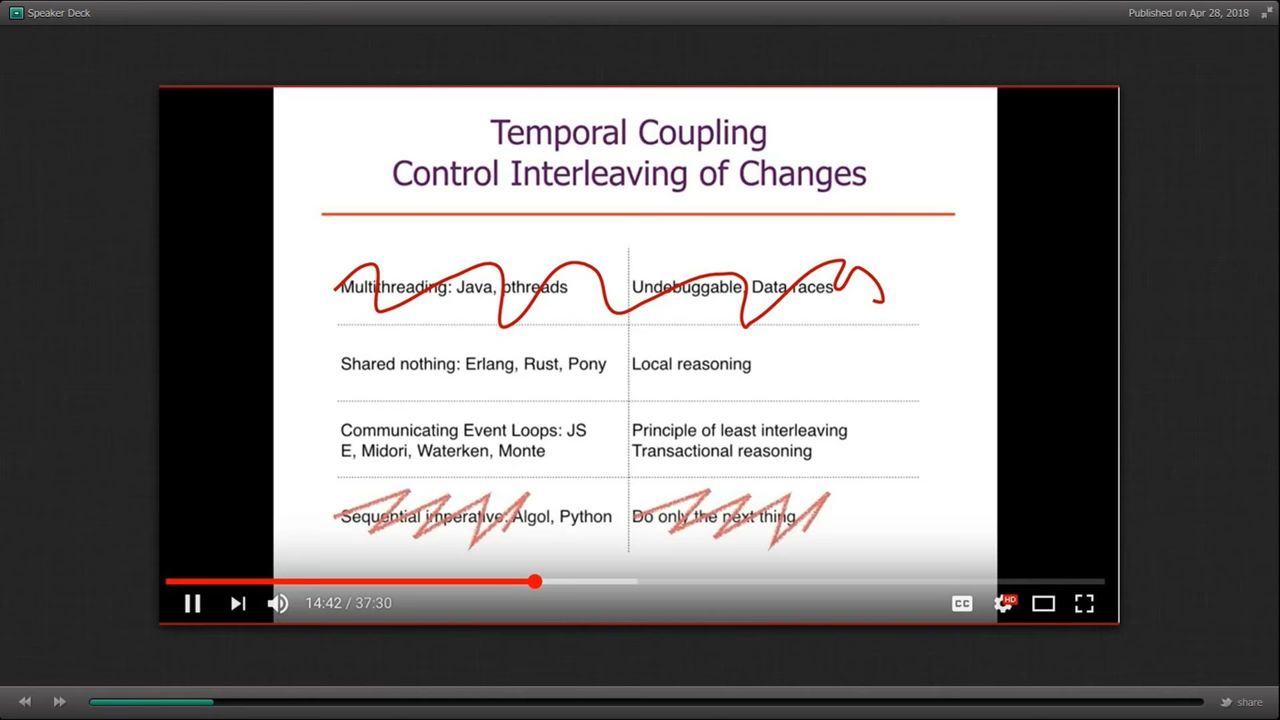 Speaker Deck
Published on Apr 28, 2018
Temporal Coupling
Control Interleaving of Changes
Multithreading: Java, pthreads
Undebuggable, Data races
Shared nothing: Erlang, Rust, Pony
Local reasoning
Communicating Event Loops: JS
E, Midori, Waterken, Monte
Principle of least interleaving
Transactional reasoning
Sequential imperative: Algol, Python
Do only the next thing
14:42 / 37:30
CC
HD
share